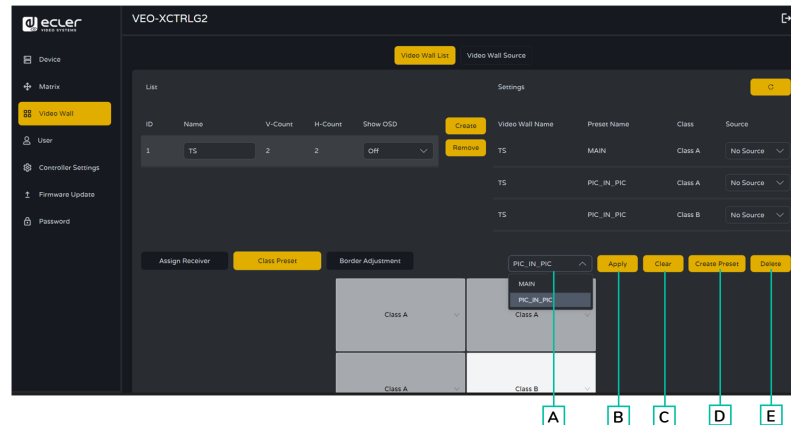 ecler
VIDEO SYSTEMS
VEO-XCTRLG2
Device
Matrix
Video Wall
User
Controller Settings
Firmware Update
Password
Video Wall List Video Wall Source
List
ID Name V-Count H-Count Show OSD Create
1 TS 2 2 Off Remove
Settings
Video Wall Name Preset Name Class Source
TS MAIN Class A No Source
TS PIC_IN_PIC Class A No Source
TS PIC_IN_PIC Class B No Source
Assign Receiver Class Preset Border Adjustment PIC_IN_PIC Apply Clear Create Preset Delete
MAIN
PIC_IN_PIC
Class A Class A
Class A Class B
A B C D E